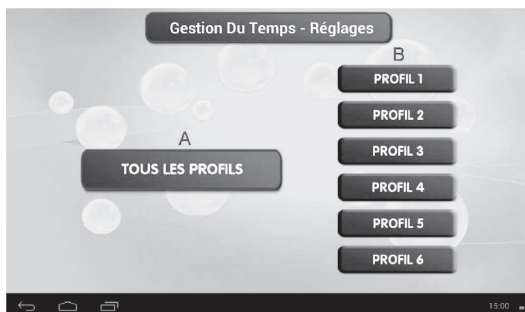 Gestion Du Temps - Réglages
A
TOUS LES PROFILS
B
PROFIL 1
PROFIL 2
PROFIL 3
PROFIL 4
PROFIL 5
PROFIL 6
15:00